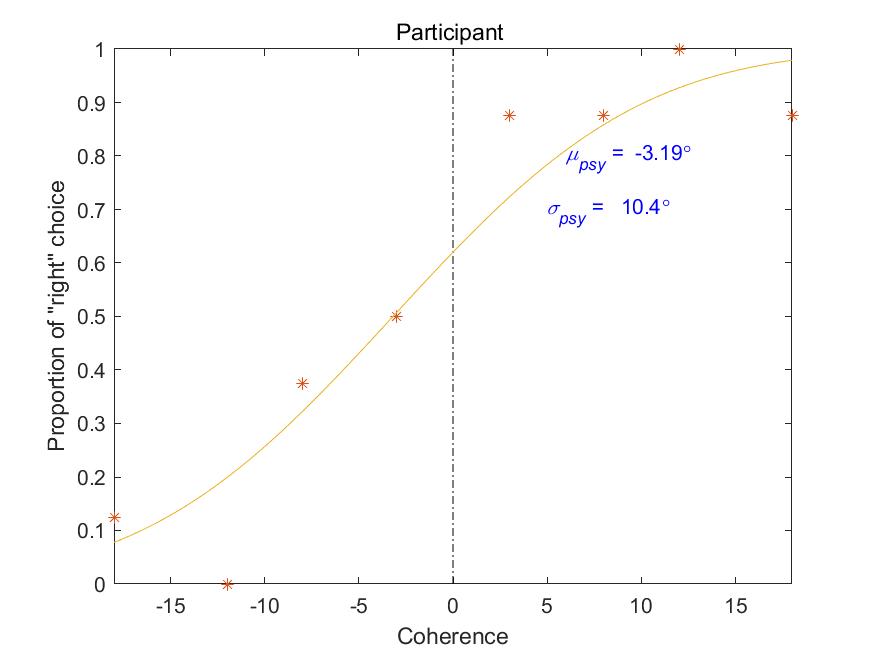 Participant
1
0.9
0.8
0.7
0.6
0.5
0.4
0.3
0.2
0.1
0
Proportion of "right" choice
μpsy = -3.19°
σpsy = 10.4°
-15 -10 -5 0 5 10 15
Coherence